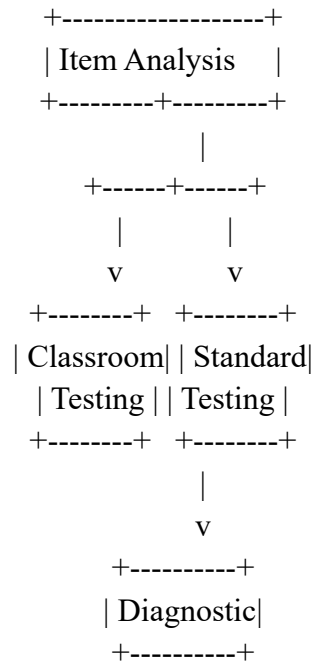 +-------------------+
| Item Analysis |
+---------+---------+
|
+------+------+
| |
v v
+--------+ +--------+
| Classroom| | Standard|
| Testing | | Testing |
+--------+ +--------+
|
v
+----------+
| Diagnostic|
+----------+